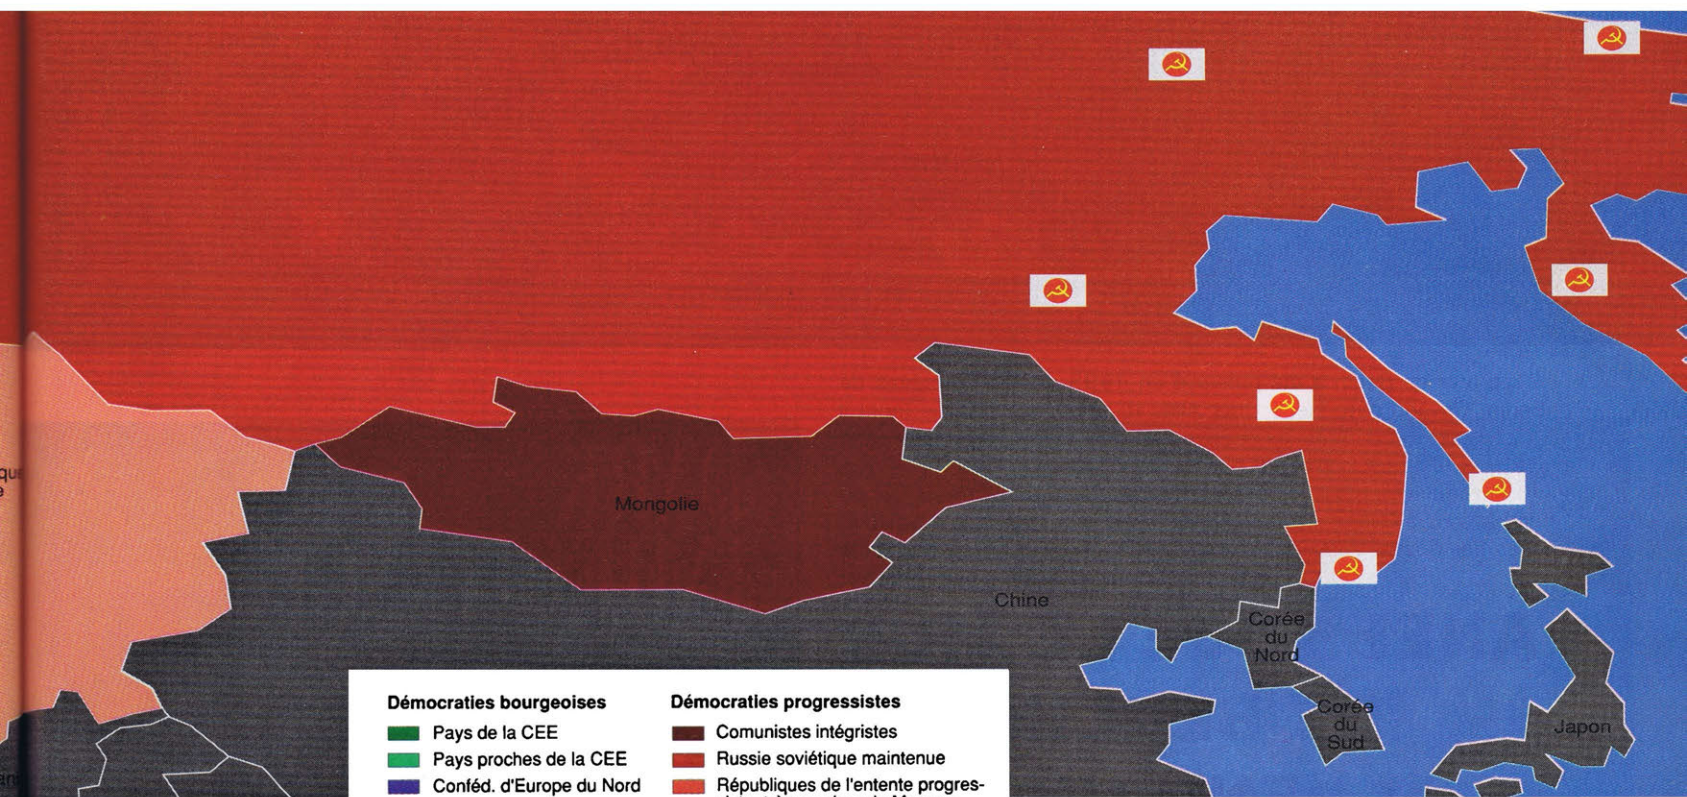 Mongolie
Chine
Corée
du
Nord
Corée
du
Sud
Japon
Démocraties bourgeoises
Pays de la CEE
Pays proches de la CEE
Conféd. d'Europe du Nord
Démocraties progressistes
Comunistes intégristes
Russie soviétique maintenue
Républiques de l'entente progres-